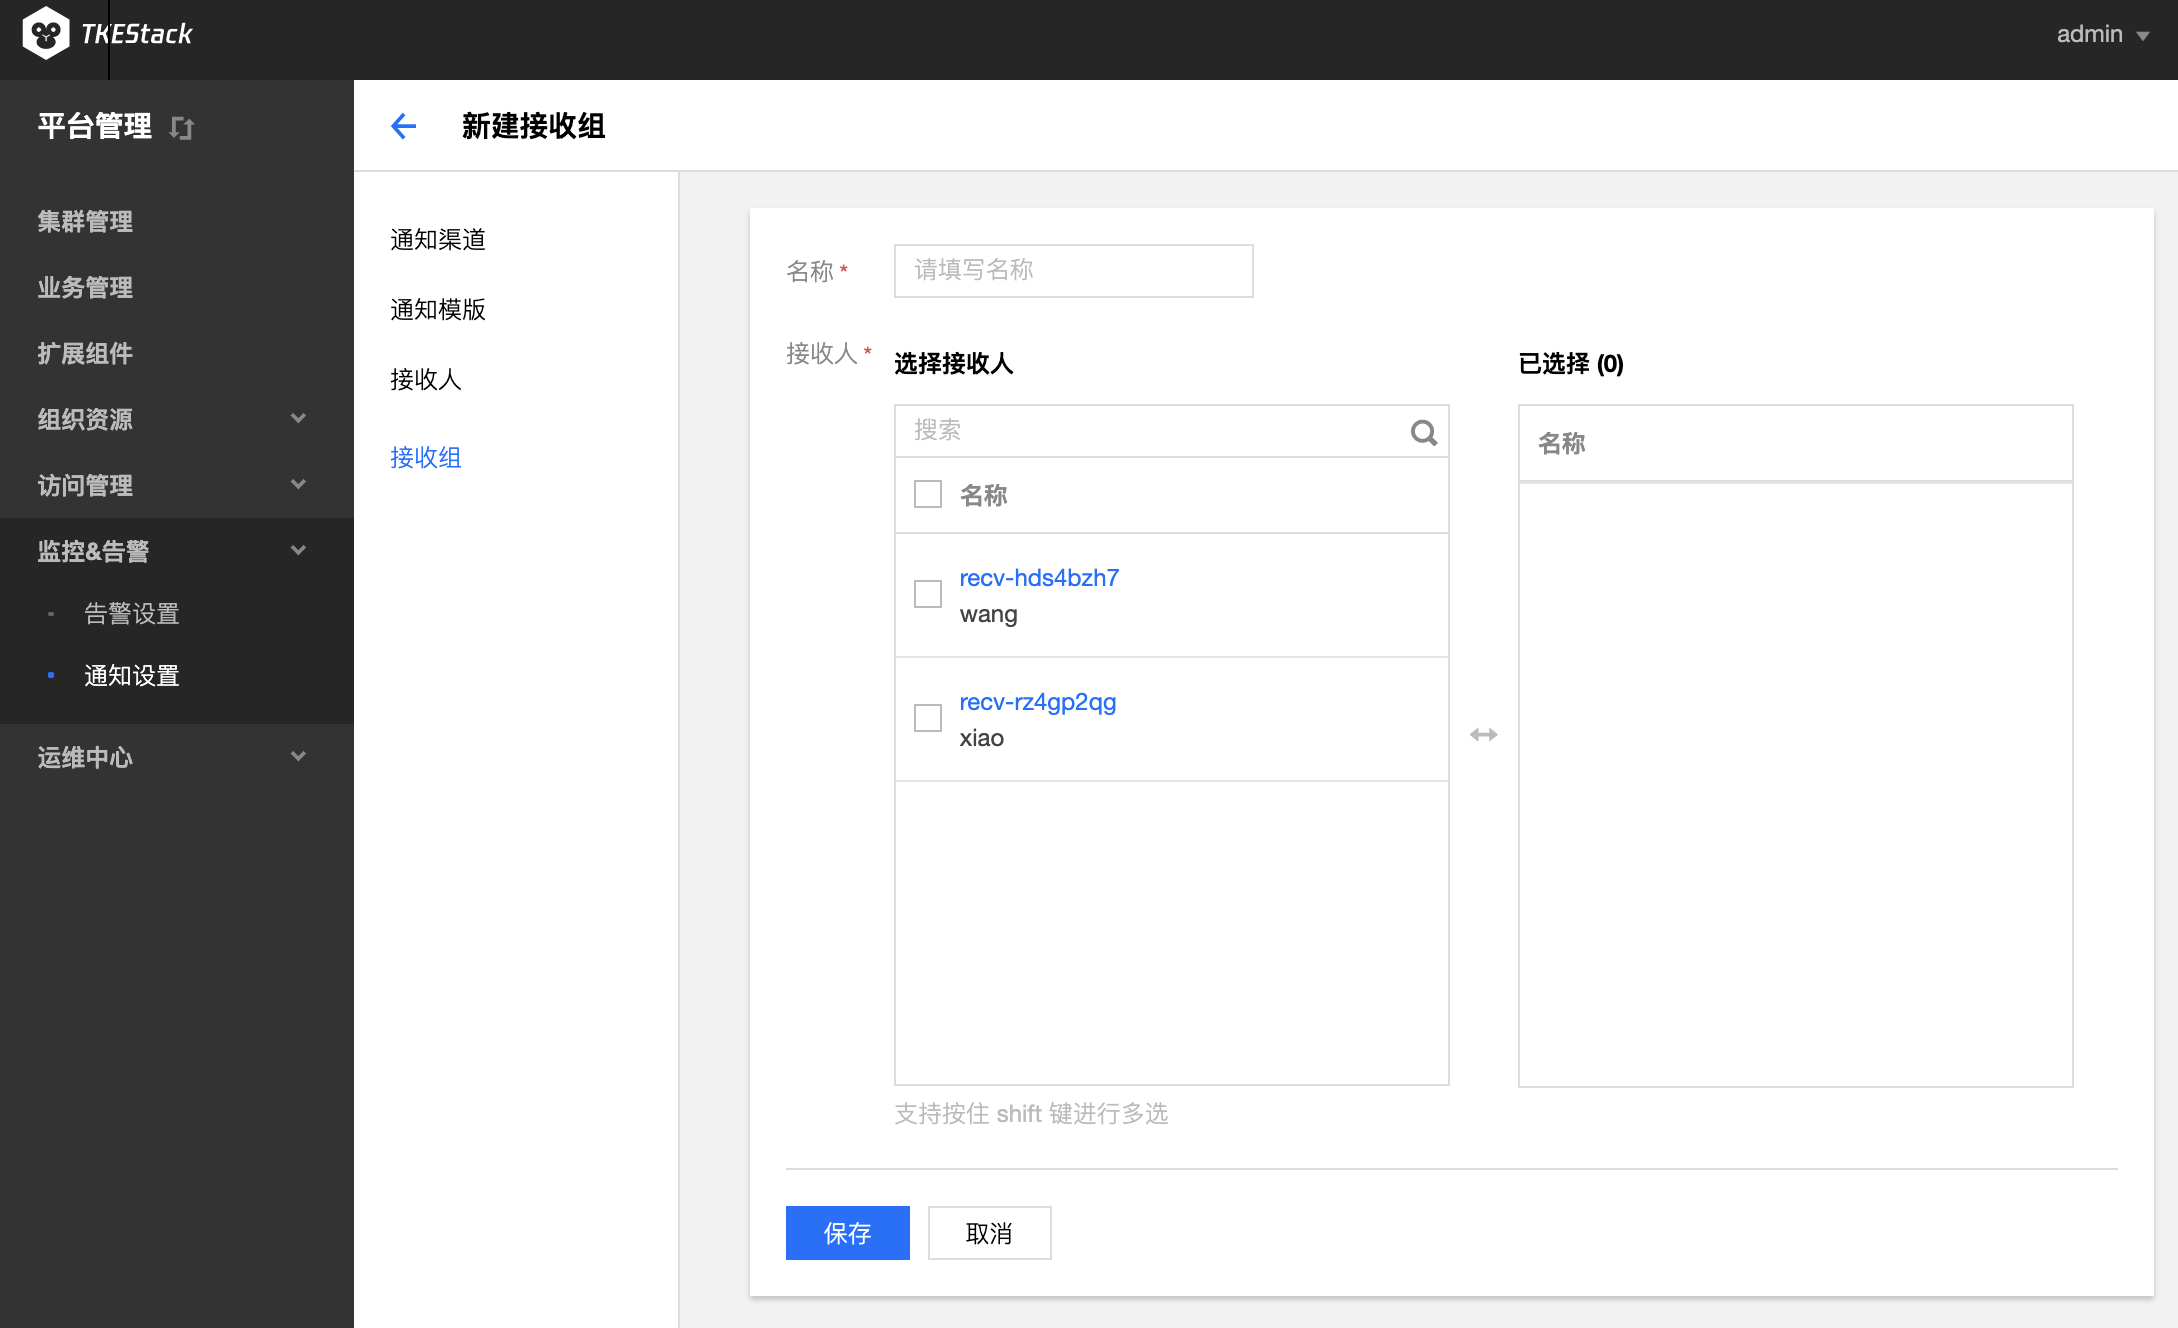 TKEStack
admin
平台管理
新建接收组
集群管理
业务管理
扩展组件
组织资源
访问管理
监控&告警
告警设置
通知设置
运维中心
通知渠道
通知模版
接收人
接收组
名称 *
请填写名称
接收人 *
选择接收人
搜索
名称
recv-hds4bzh7
wang
recv-rz4gp2qg
xiao
支持按住 shift 键进行多选
已选择 (0)
名称
保存
取消